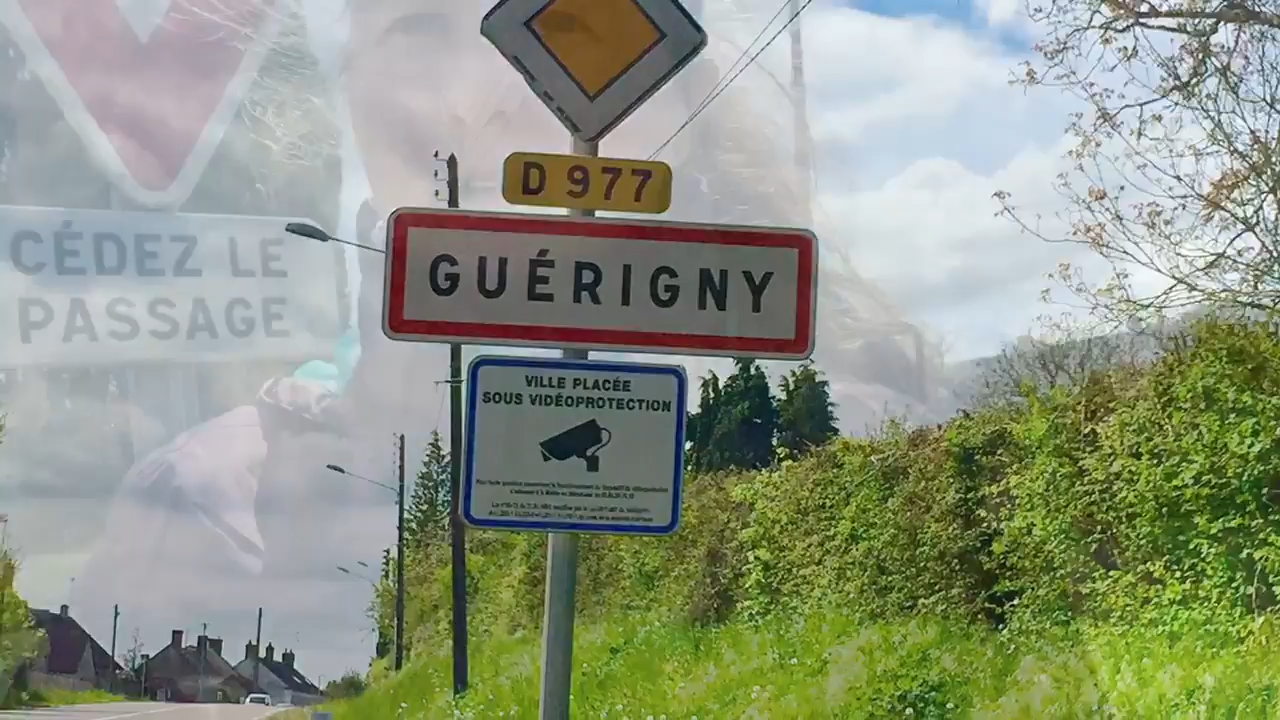 D 977
CÉDEZ LE
PASSAGE
GUÉRIGNY
VILLE PLACÉE
SOUS VIDÉOPROTECTION